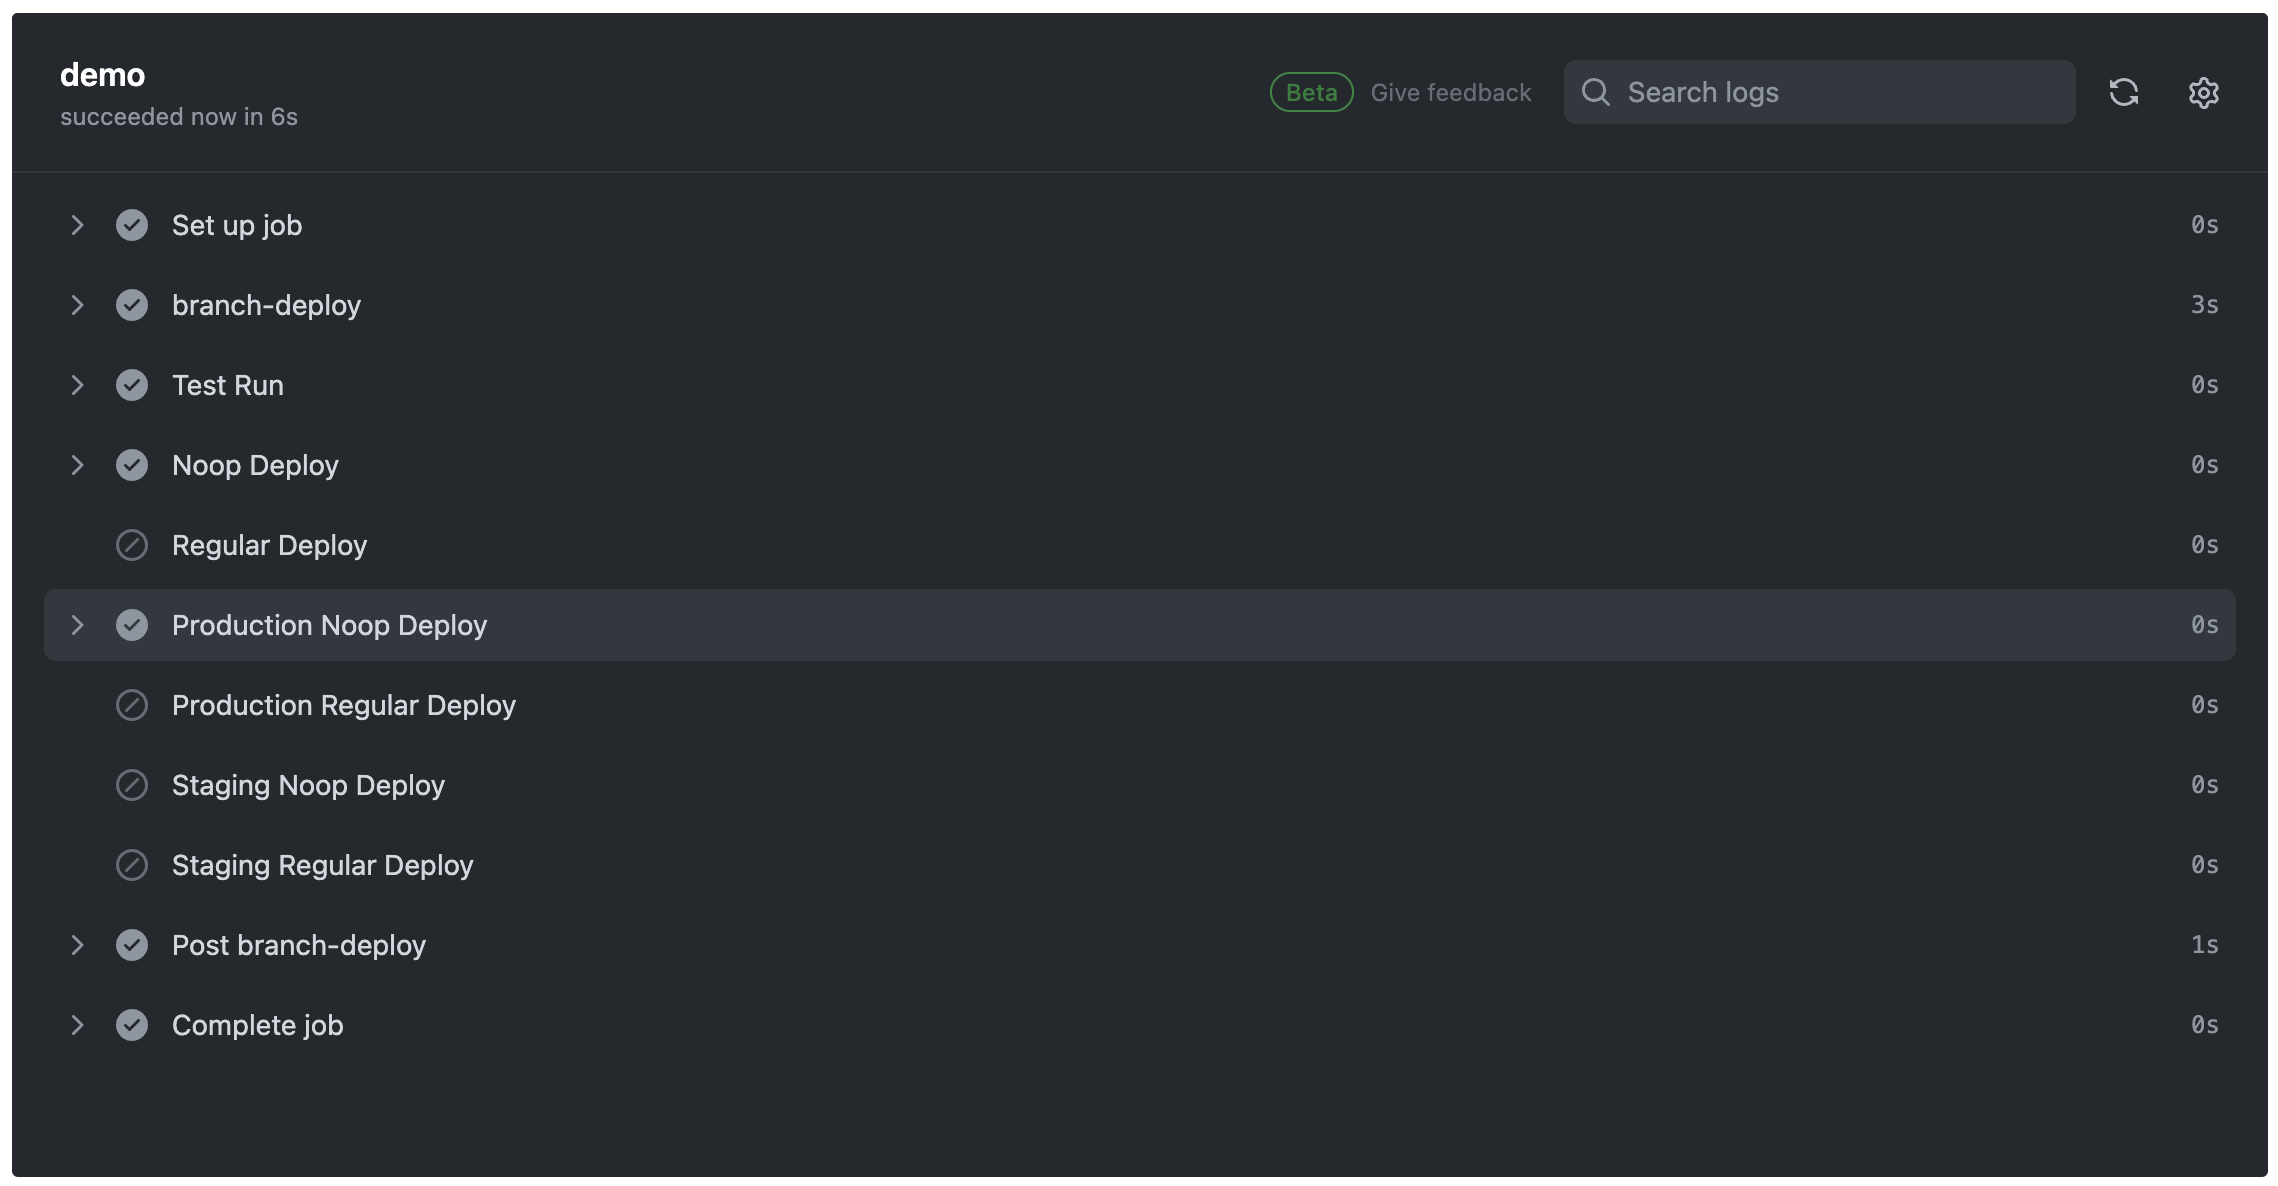 demo
succeeded now in 6s
Beta Give feedback Search logs
Set up job 0s
branch-deploy 3s
Test Run 0s
Noop Deploy 0s
Regular Deploy 0s
Production Noop Deploy 0s
Production Regular Deploy 0s
Staging Noop Deploy 0s
Staging Regular Deploy 0s
Post branch-deploy 1s
Complete job 0s